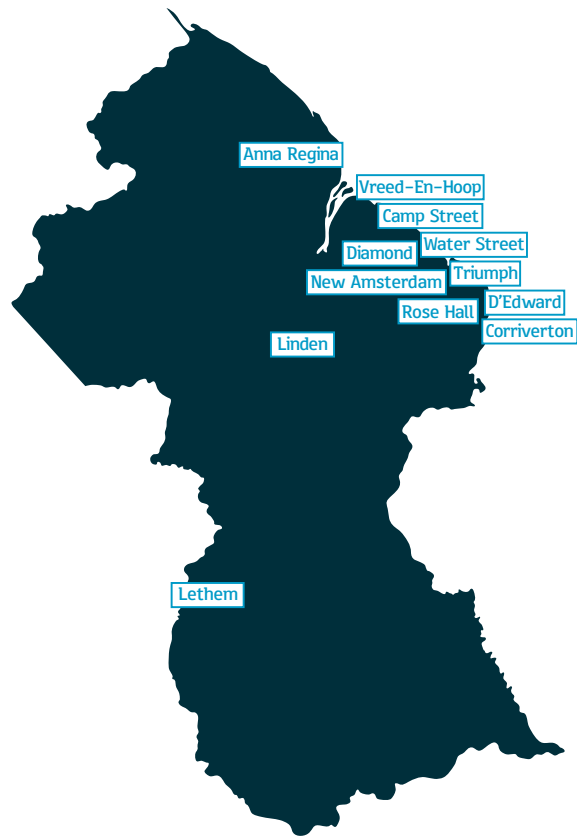 Anna Regina
Vreed-En-Hoop
Camp Street
Water Street
Diamond
Triumph
New Amsterdam
D'Edward
Rose Hall
Corriverton
Linden
Lethem